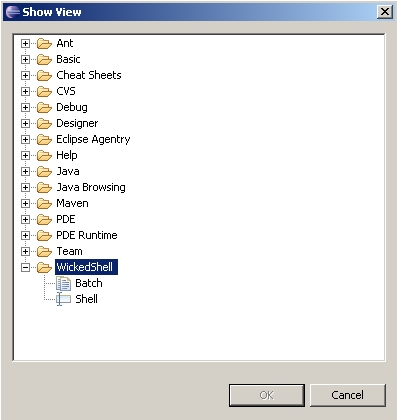 Show View
Ant
Basic
Cheat Sheets
CVS
Debug
Designer
Eclipse Agentry
Help
Java
Java Browsing
Maven
PDE
PDE Runtime
Team
WickedShell
Batch
Shell
OK Cancel